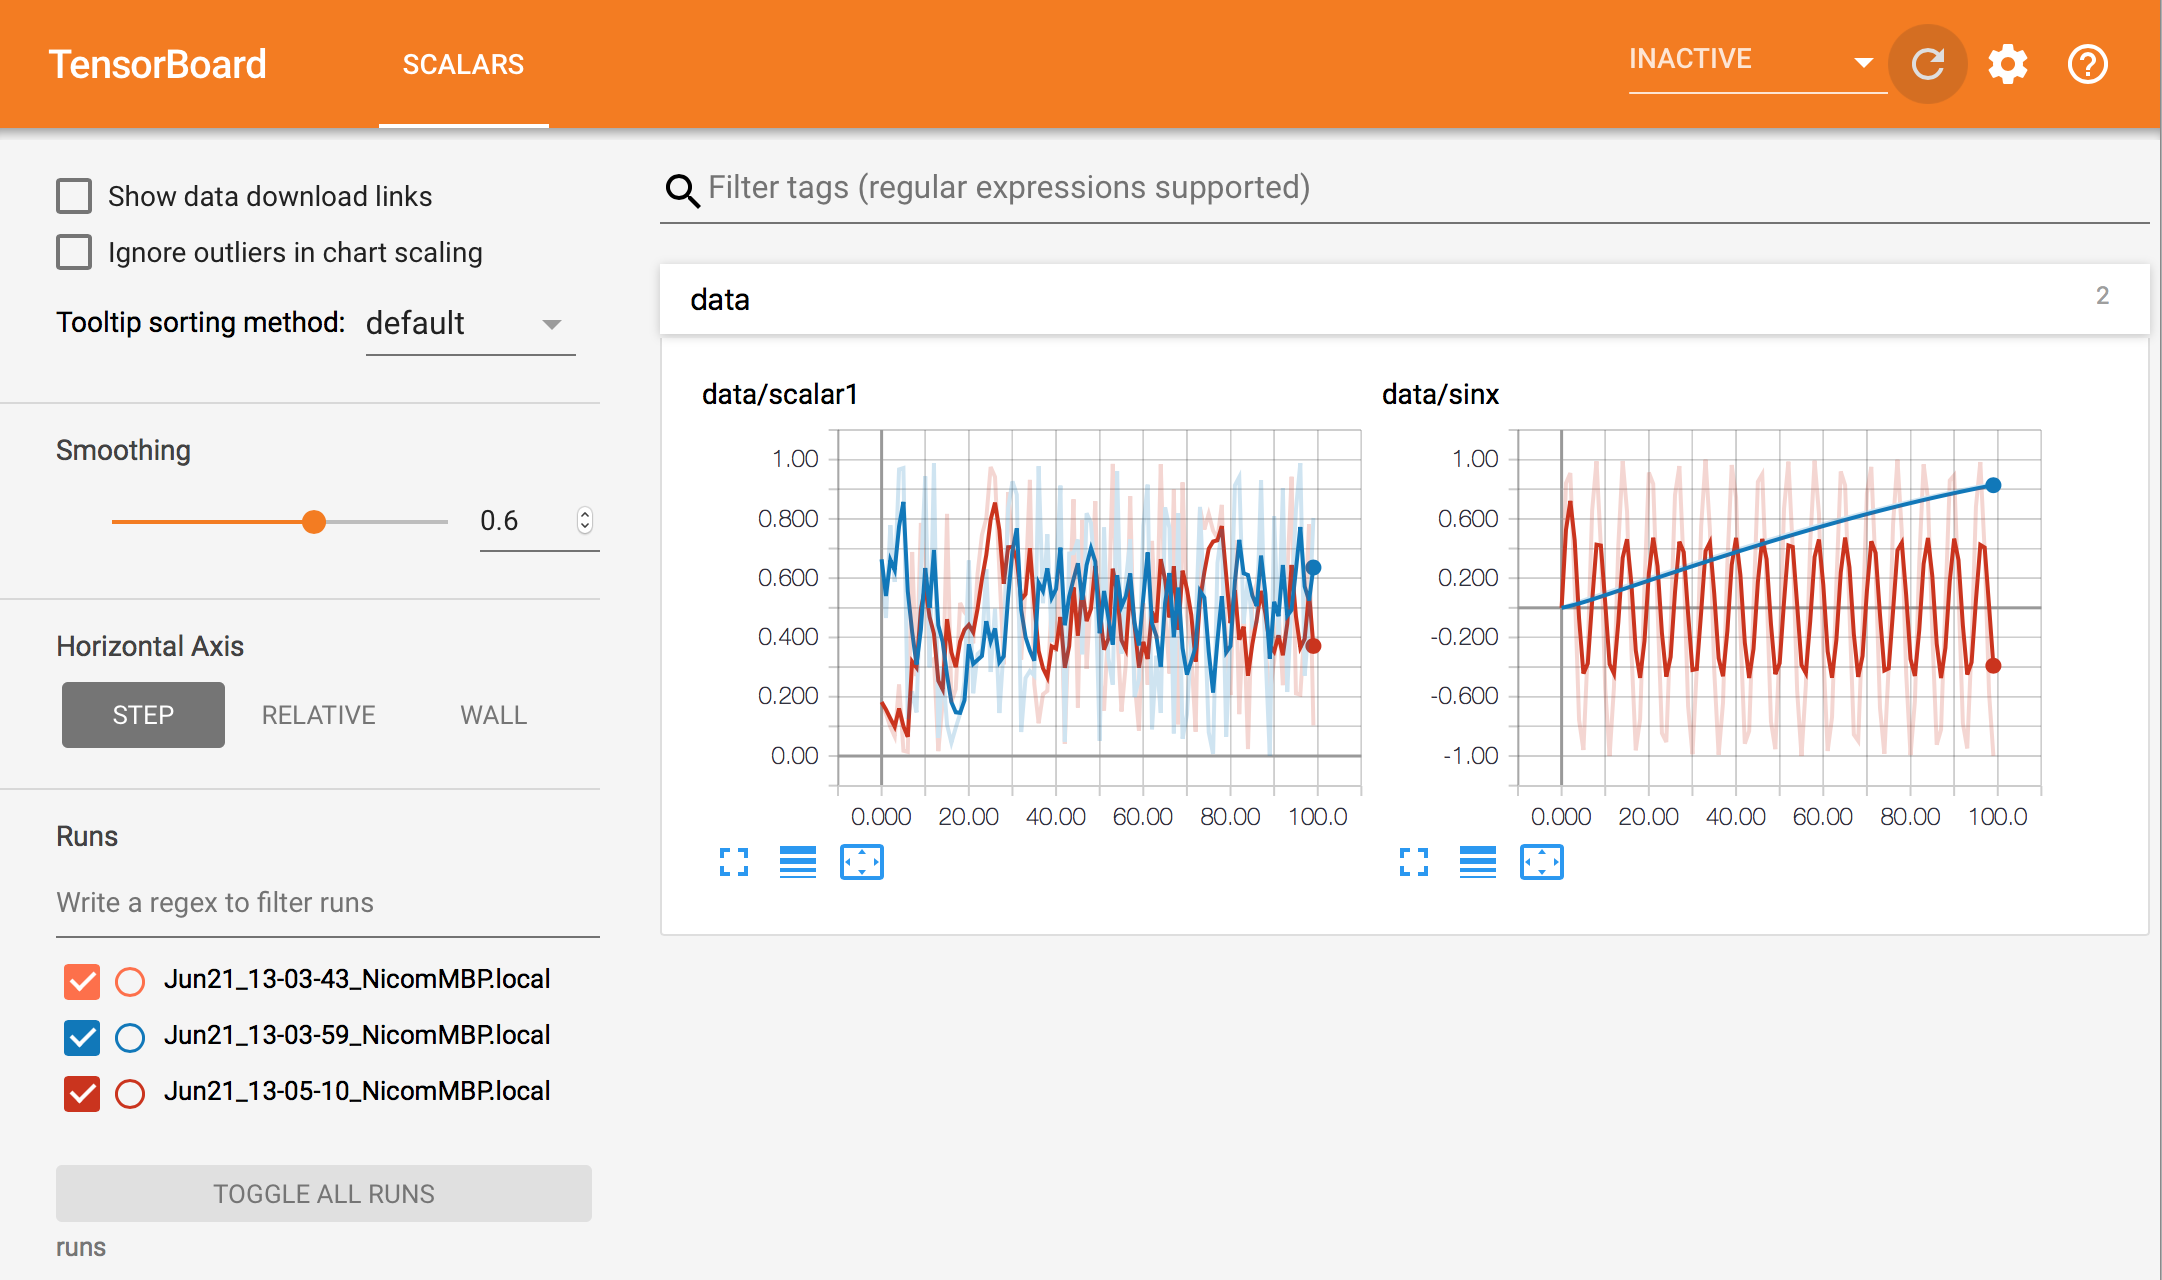 TensorBoard
SCALARS
INACTIVE
Show data download links
Ignore outliers in chart scaling
Tooltip sorting method: default
Smoothing
0.6
Horizontal Axis
STEP RELATIVE WALL
Runs
Write a regex to filter runs
Jun21_13-03-43_NicomMBP.local
Jun21_13-03-59_NicomMBP.local
Jun21_13-05-10_NicomMBP.local
TOGGLE ALL RUNS
runs
Filter tags (regular expressions supported)
data 2
data/scalar1
1.00
0.800
0.600
0.400
0.200
0.00
0.000 20.00 40.00 60.00 80.00 100.0
data/sinx
1.00
0.600
0.200
-0.200
-0.600
-1.00
0.000 20.00 40.00 60.00 80.00 100.0